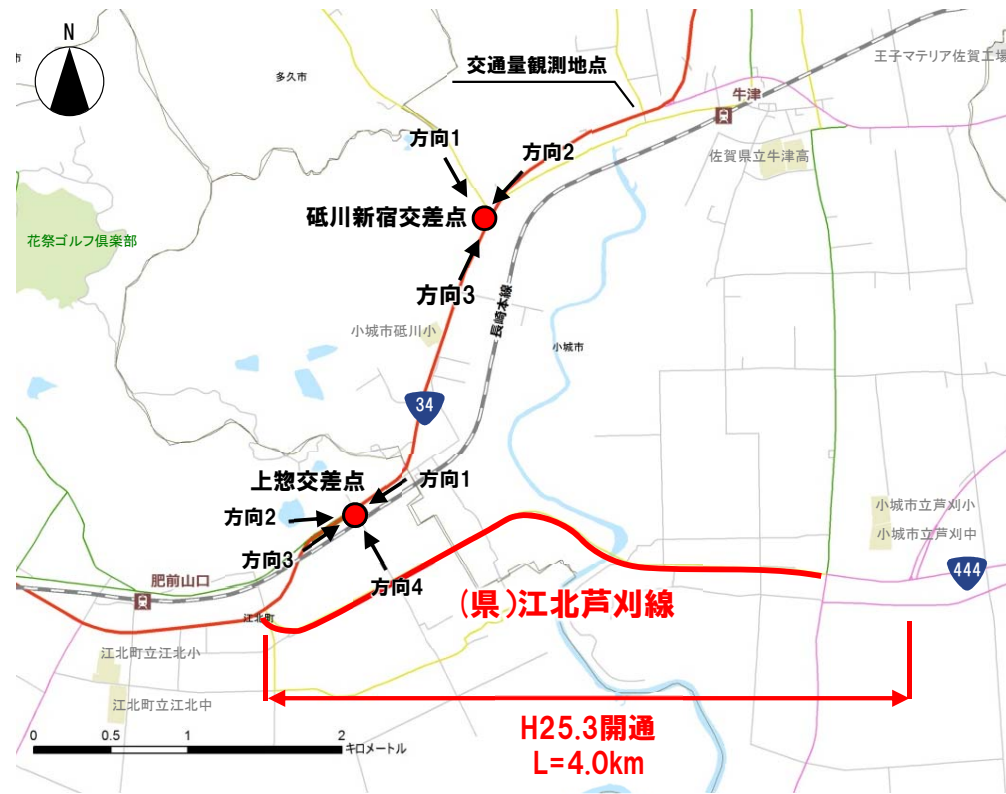 N
市
多久市
交通量観測地点
王子マテリア佐賀工場
牛津
方向1
方向2
佐賀県立牛津高
砥川新宿交差点
花祭ゴルフ倶楽部
方向3
長崎本線
小城市砥川小
小城市
34
上惣交差点
方向1
方向2
小城市立芦刈小
小城市立芦刈中
方向3
方向4
肥前山口
444
(県)江北芦刈線
江北町
江北町立江北小
江北町立江北中
H25.3開通
L=4.0km
0 0.5 1 2
キロメートル